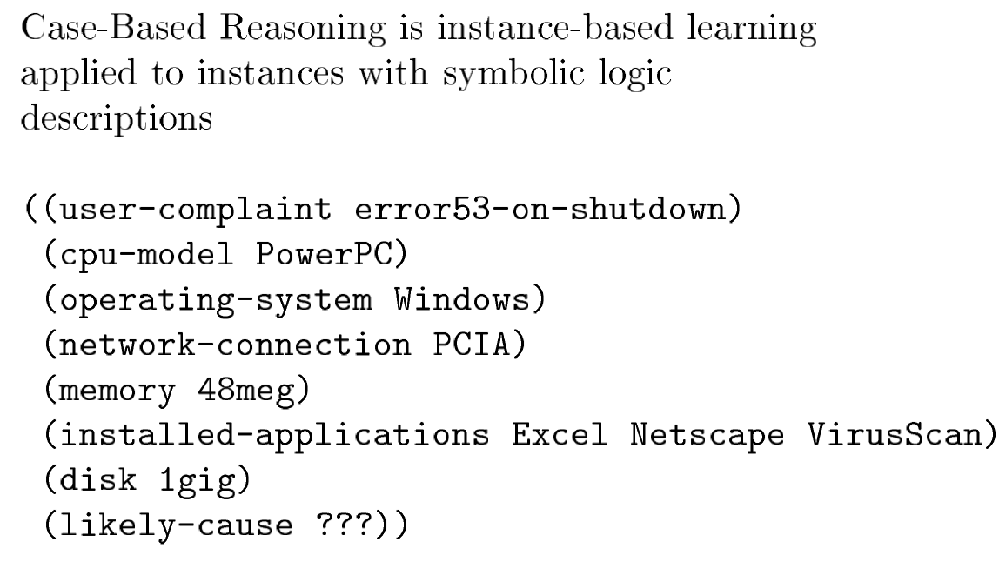 Case-Based Reasoning is instance-based learning
applied to instances with symbolic logic
descriptions
((user-complaint error53-on-shutdown)
(cpu-model PowerPC)
(operating-system Windows)
(network-connection PCIA)
(memory 48meg)
(installed-applications Excel Netscape VirusScan)
(disk 1gig)
(likely-cause ???))